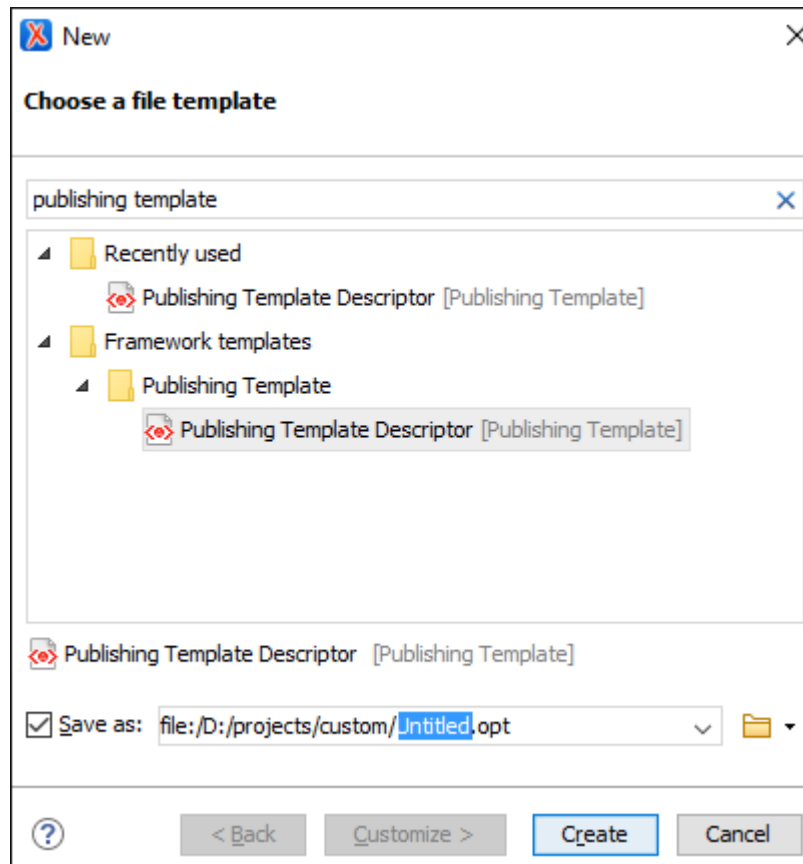 New
Choose a file template
publishing template
Recently used
Publishing Template Descriptor [Publishing Template]
Framework templates
Publishing Template
Publishing Template Descriptor [Publishing Template]
Publishing Template Descriptor [Publishing Template]
Save as: file:/D:/projects/custom/Untitled.opt
? < Back Customize > Create Cancel